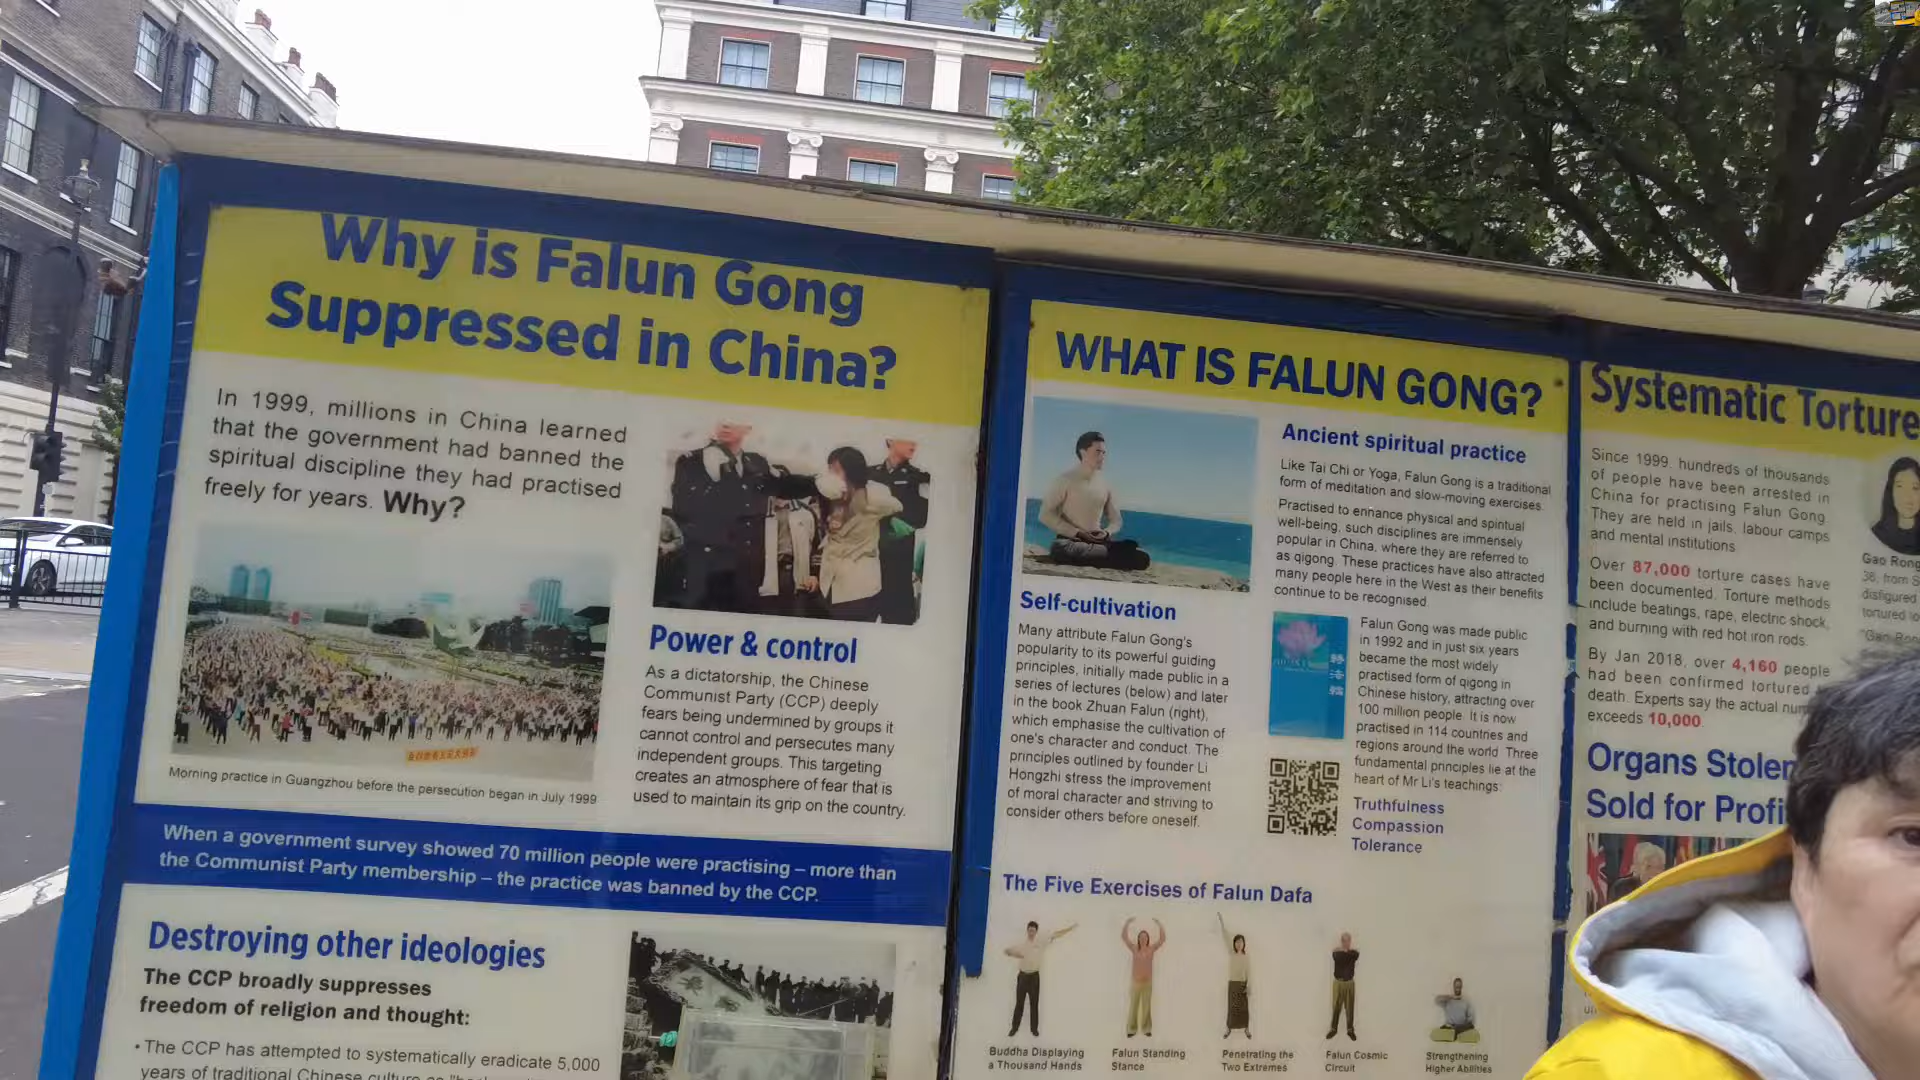 Why is Falun Gong
Suppressed in China?
In 1999, millions in China learned
that the government had banned the
spiritual discipline they had practised
freely for years. Why?
Morning practice in Guangzhou before the persecution began in July 1999
Power & control
As a dictatorship, the Chinese
Communist Party (CCP) deeply
fears being undermined by groups it
cannot control and persecutes many
independent groups. This targeting
creates an atmosphere of fear that is
used to maintain its grip on the country.
When a government survey showed 70 million people were practising – more than
the Communist Party membership – the practice was banned by the CCP.
Destroying other ideologies
The CCP broadly suppresses
freedom of religion and thought:
• The CCP has attempted to systematically eradicate 5,000
years of traditional Chinese culture as
WHAT IS FALUN GONG?
Ancient spiritual practice
Like Tai Chi or Yoga, Falun Gong is a traditional
form of meditation and slow-moving exercises.
Practised to enhance physical and spiritual
well-being, such disciplines are immensely
popular in China, where they are referred to
as qigong. These practices have also attracted
many people here in the West as their benefits
continue to be recognised.
Self-cultivation
Many attribute Falun Gong's
popularity to its powerful guiding
principles, initially made public in a
series of lectures (below) and later
in the book Zhuan Falun (right),
which emphasise the cultivation of
one's character and conduct. The
principles outlined by founder Li
Hongzhi stress the improvement
of moral character and striving to
consider others before oneself.
轉法輪
Falun Gong was made public
in 1992 and in just six years
became the most widely
practised form of qigong in
Chinese history, attracting over
100 million people. It is now
practised in 114 countries and
regions around the world. Three
fundamental principles lie at the
heart of Mr Li's teachings:
Truthfulness
Compassion
Tolerance
The Five Exercises of Falun Dafa
Buddha Displaying
a Thousand Hands
Falun Standing
Stance
Penetrating the
Two Extremes
Falun Cosmic
Circuit
Strengthening
Higher Abilities
Systematic Torture
Since 1999, hundreds of thousands
of people have been arrested in
China for practising Falun Gong.
They are held in jails, labour camps
and mental institutions
Over 87,000 torture cases have
been documented. Torture methods
include beatings, rape, electric shock,
and burning with red hot iron rods.
By Jan 2018, over 4,160 people
had been confirmed tortured
death. Experts say the actual
exceeds 10,000.
Gao Rong
36, from
disfigured
tortured
Organs Stolen
Sold for